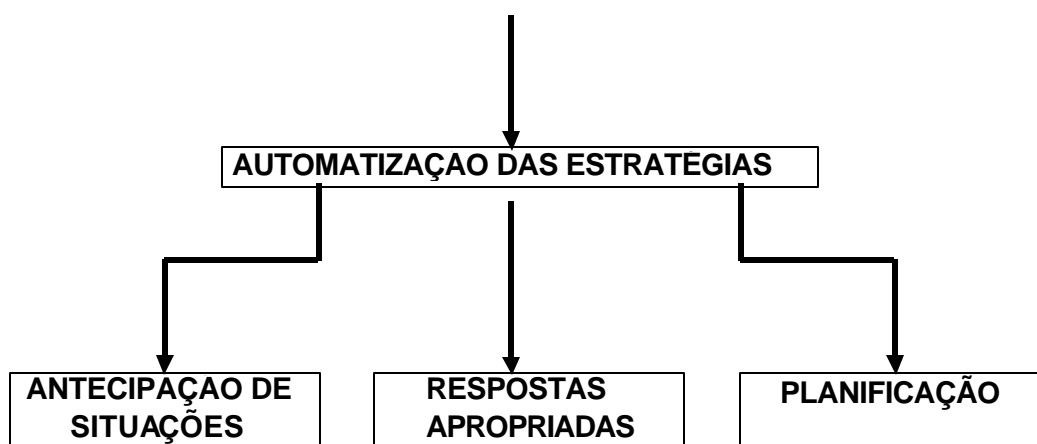 AUTOMATIZAÇAO DAS ESTRATÉGIAS
ANTECIPAÇAO DE
SITUAÇÕES
RESPOSTAS
APROPRIADAS
PLANIFICAÇÃO